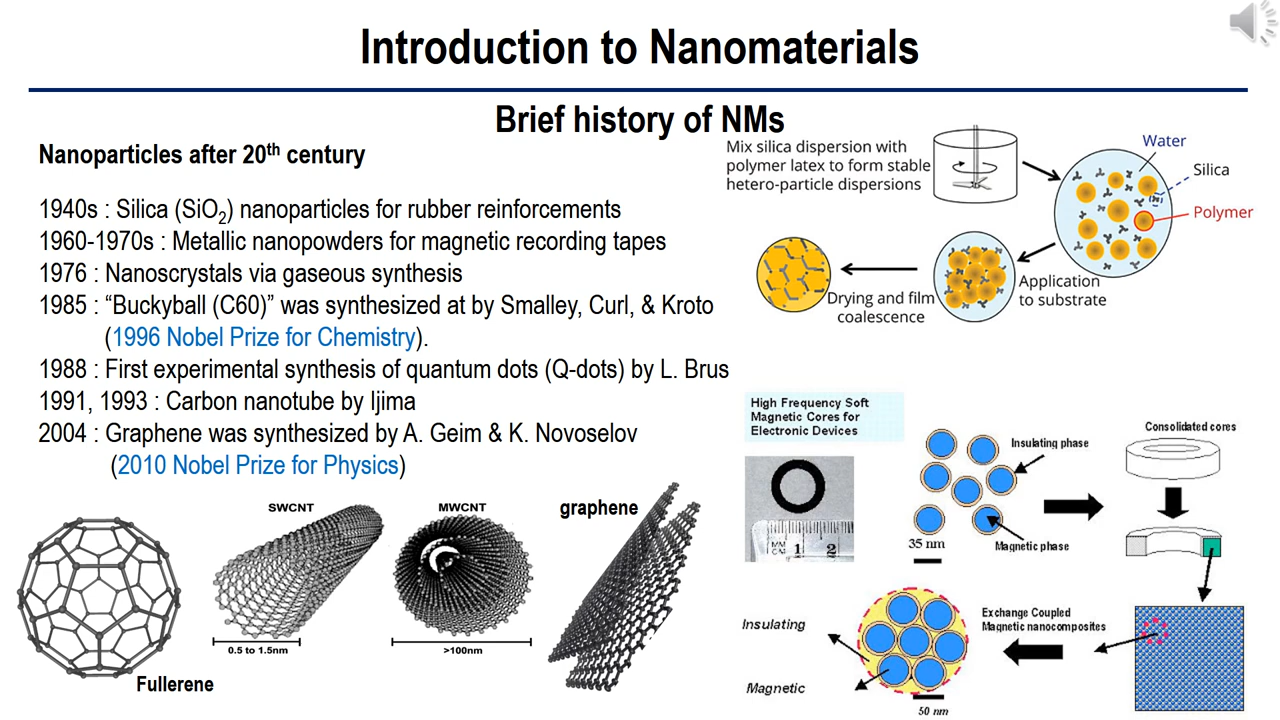 Introduction to Nanomaterials
Brief history of NMs
Nanoparticles after 20th century
1940s : Silica (SiO2) nanoparticles for rubber reinforcements
1960-1970s : Metallic nanopowders for magnetic recording tapes
1976 : Nanoscrystals via gaseous synthesis
1985 : “Buckyball (C60)” was synthesized at by Smalley, Curl, & Kroto
(1996 Nobel Prize for Chemistry).
1988 : First experimental synthesis of quantum dots (Q-dots) by L. Brus
1991, 1993 : Carbon nanotube by Ijima
2004 : Graphene was synthesized by A. Geim & K. Novoselov
(2010 Nobel Prize for Physics)
Mix silica dispersion with
polymer latex to form stable
hetero-particle dispersions
Water
Silica
Polymer
Application
to substrate
Drying and film
coalescence
SWCNT
0.5 to 1.5nm
MWCNT
>100nm
graphene
Fullerene
High Frequency Soft
Magnetic Cores for
Electronic Devices
MM
1
2
Insulating phase
Magnetic phase
35 nm
Consolidated cores
Exchange Coupled
Magnetic nanocomposites
Insulating
Magnetic
50 nm